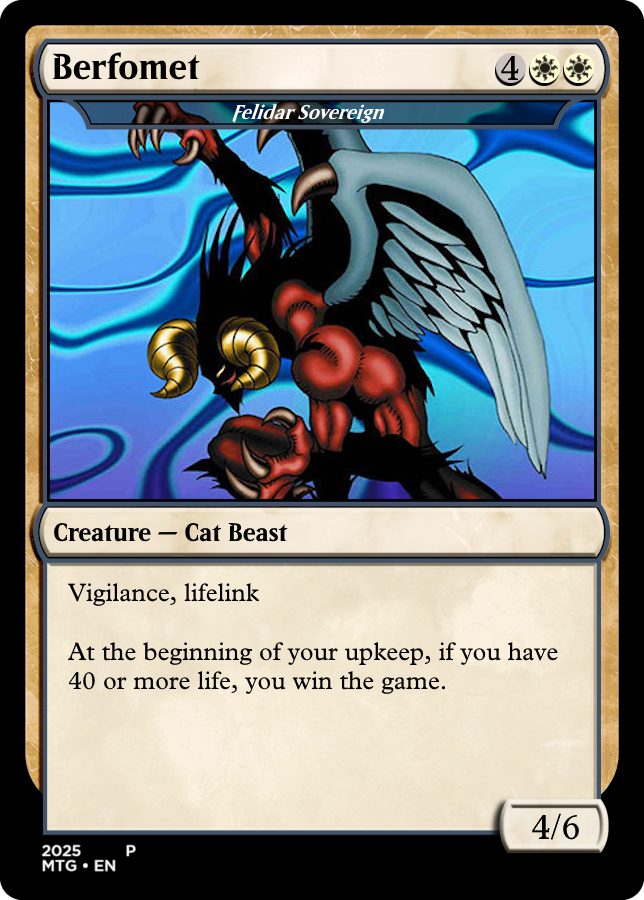 Berfomet 4
Felidar Sovereign
Creature — Cat Beast
Vigilance, lifelink
At the beginning of your upkeep, if you have
40 or more life, you win the game.
4/6
2025 P
MTG • EN